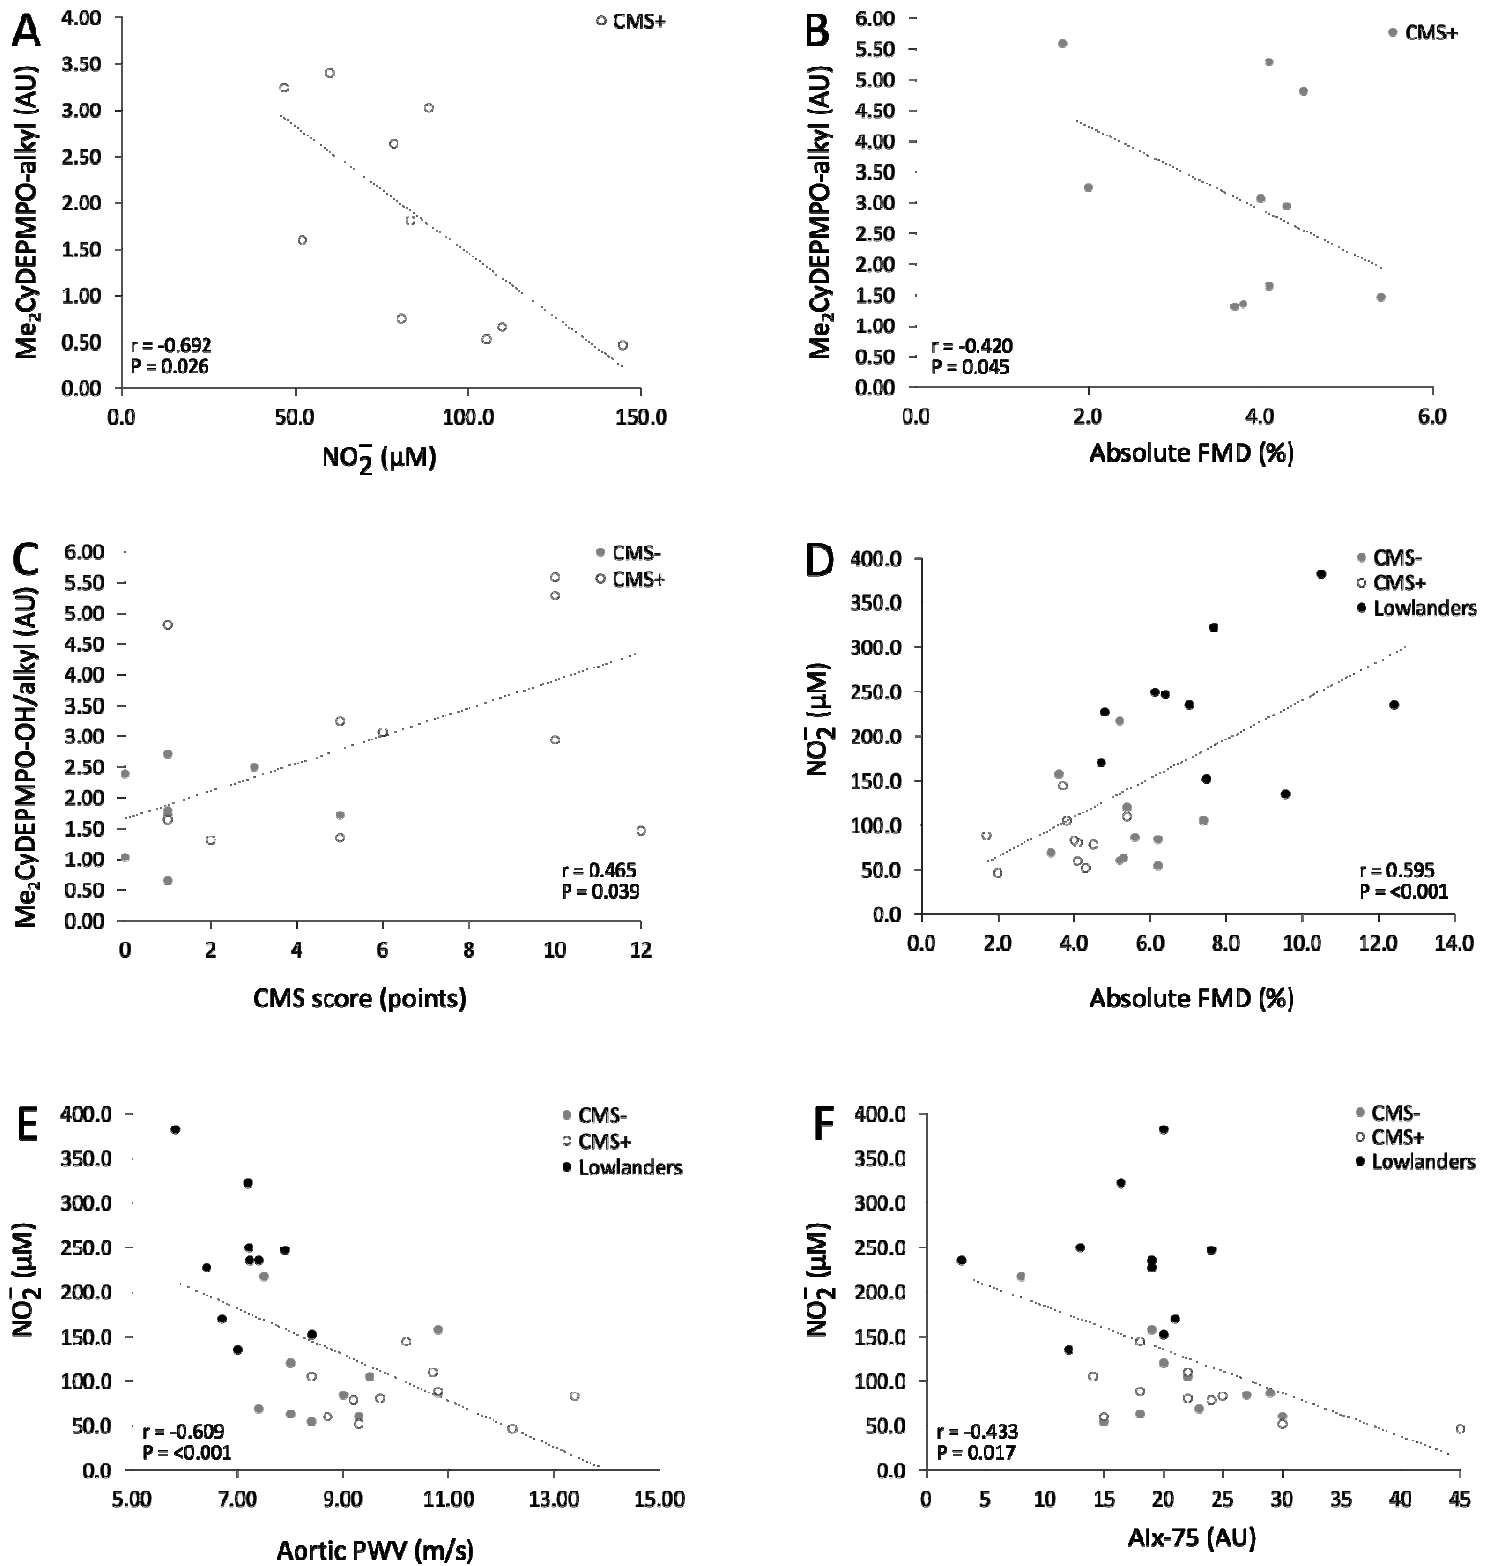 A
4.00
3.50
3.00
2.50
2.00
1.50
1.00
0.50
0.00
Me₂CyDEPMPO-alkyl (AU)
CMS+
r = -0.692
P = 0.026
0.0 50.0 100.0 150.0
NO₂⁻ (µM)
B
6.00
5.50
5.00
4.50
4.00
3.50
3.00
2.50
2.00
1.50
1.00
0.50
0.00
Me₂CyDEPMPO-alkyl (AU)
CMS+
r = -0.420
P = 0.045
0.0 2.0 4.0 6.0
Absolute FMD (%)
C
6.00
5.50
5.00
4.50
4.00
3.50
3.00
2.50
2.00
1.50
1.00
0.50
0.00
Me₂CyDEPMPO-OH/alkyl (AU)
CMS-
CMS+
r = 0.465
P = 0.039
0 2 4 6 8 10 12
CMS score (points)
D
400.0
350.0
300.0
250.0
200.0
150.0
100.0
50.0
0.0
NO₂⁻ (µM)
CMS-
CMS+
Lowlanders
r = 0.595
P = <0.001
0.0 2.0 4.0 6.0 8.0 10.0 12.0 14.0
Absolute FMD (%)
E
400.0
350.0
300.0
250.0
200.0
150.0
100.0
50.0
0.0
NO₂⁻ (µM)
CMS-
CMS+
Lowlanders
r = -0.609
P = <0.001
5.00 7.00 9.00 11.00 13.00 15.00
Aortic PWV (m/s)
F
400.0
350.0
300.0
250.0
200.0
150.0
100.0
50.0
0.0
NO₂⁻ (µM)
CMS-
CMS+
Lowlanders
r = -0.433
P = 0.017
0 5 10 15 20 25 30 35 40 45
AIx-75 (AU)